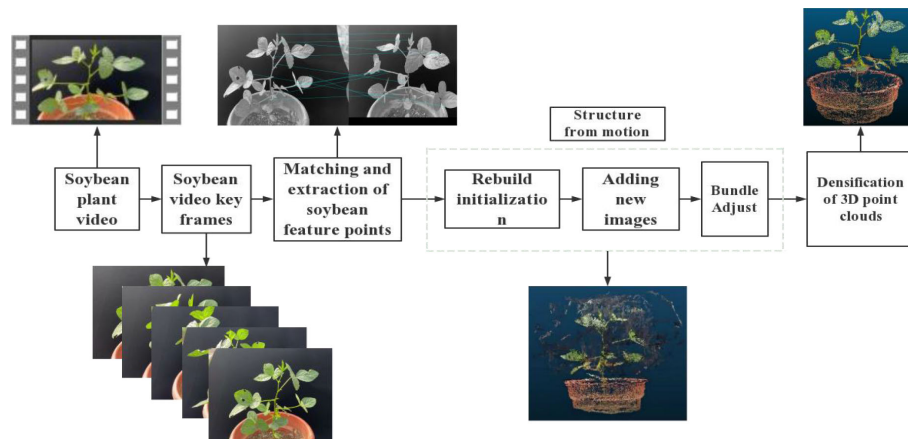 Structure
from motion
Soybean
plant
video
Soybean
video key
frames
Matching and
extraction of
soybean
feature points
Rebuild
initializatio
n
Adding
new
images
Bundle
Adjust
Densification
of 3D point
clouds